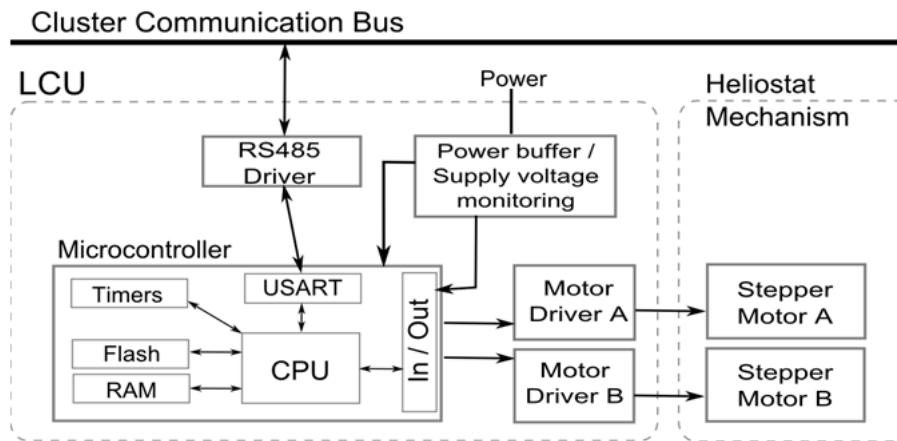 Cluster Communication Bus
LCU
Power
Heliostat
Mechanism
RS485
Driver
Power buffer /
Supply voltage
monitoring
Microcontroller
USART
Timers
In / Out
Motor
Driver A
Stepper
Motor A
Flash
CPU
RAM
Motor
Driver B
Stepper
Motor B